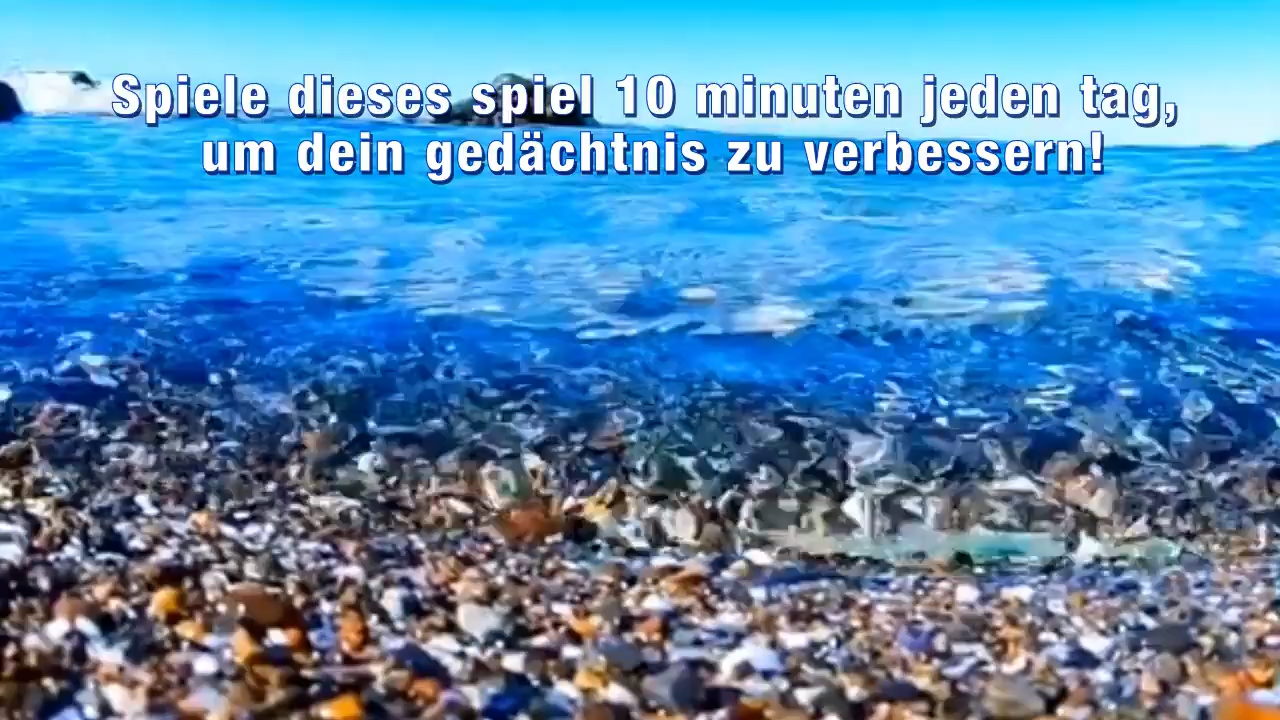 Spiele dieses spiel 10 minuten jeden tag,
um dein gedächtnis zu verbessern!